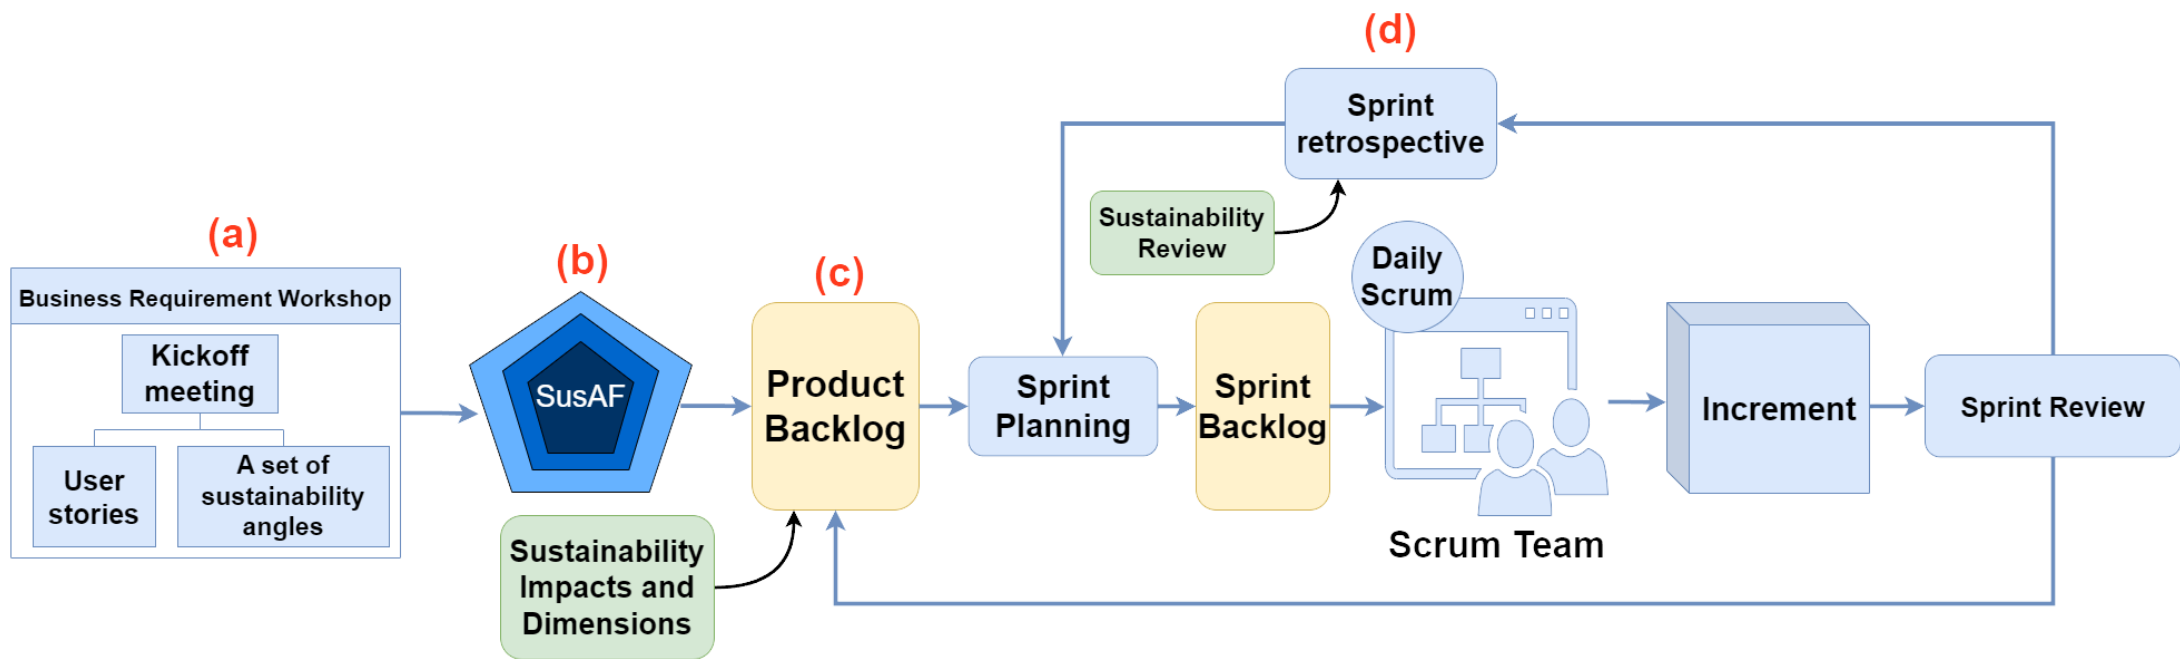 (a)
Business Requirement Workshop
Kickoff
meeting
User
stories
A set of
sustainability
angles
(b)
SusAF
Sustainability
Impacts and
Dimensions
(c)
Product
Backlog
Sprint
Planning
(d)
Sprint
retrospective
Sustainability
Review
Sprint
Backlog
Daily
Scrum
Scrum Team
Increment
Sprint Review